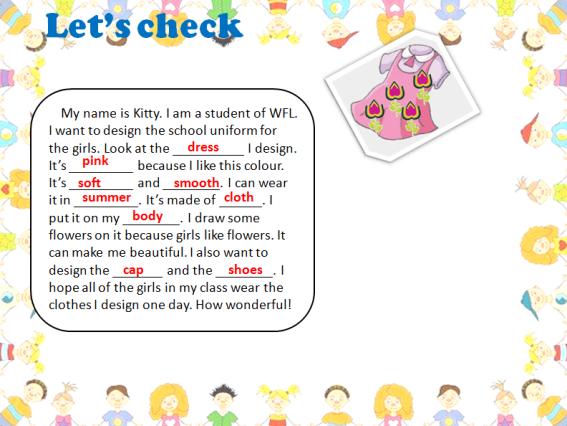 Let's check
My name is Kitty. I am a student of WFL.
I want to design the school uniform for
the girls. Look at the dress I design.
It's pink because I like this colour.
It's soft and smooth. I can wear
it in summer. It's made of cloth. I
put it on my body. I draw some
flowers on it because girls like flowers. It
can make me beautiful. I also want to
design the cap and the shoes. I
hope all of the girls in my class wear the
clothes I design one day. How wonderful!